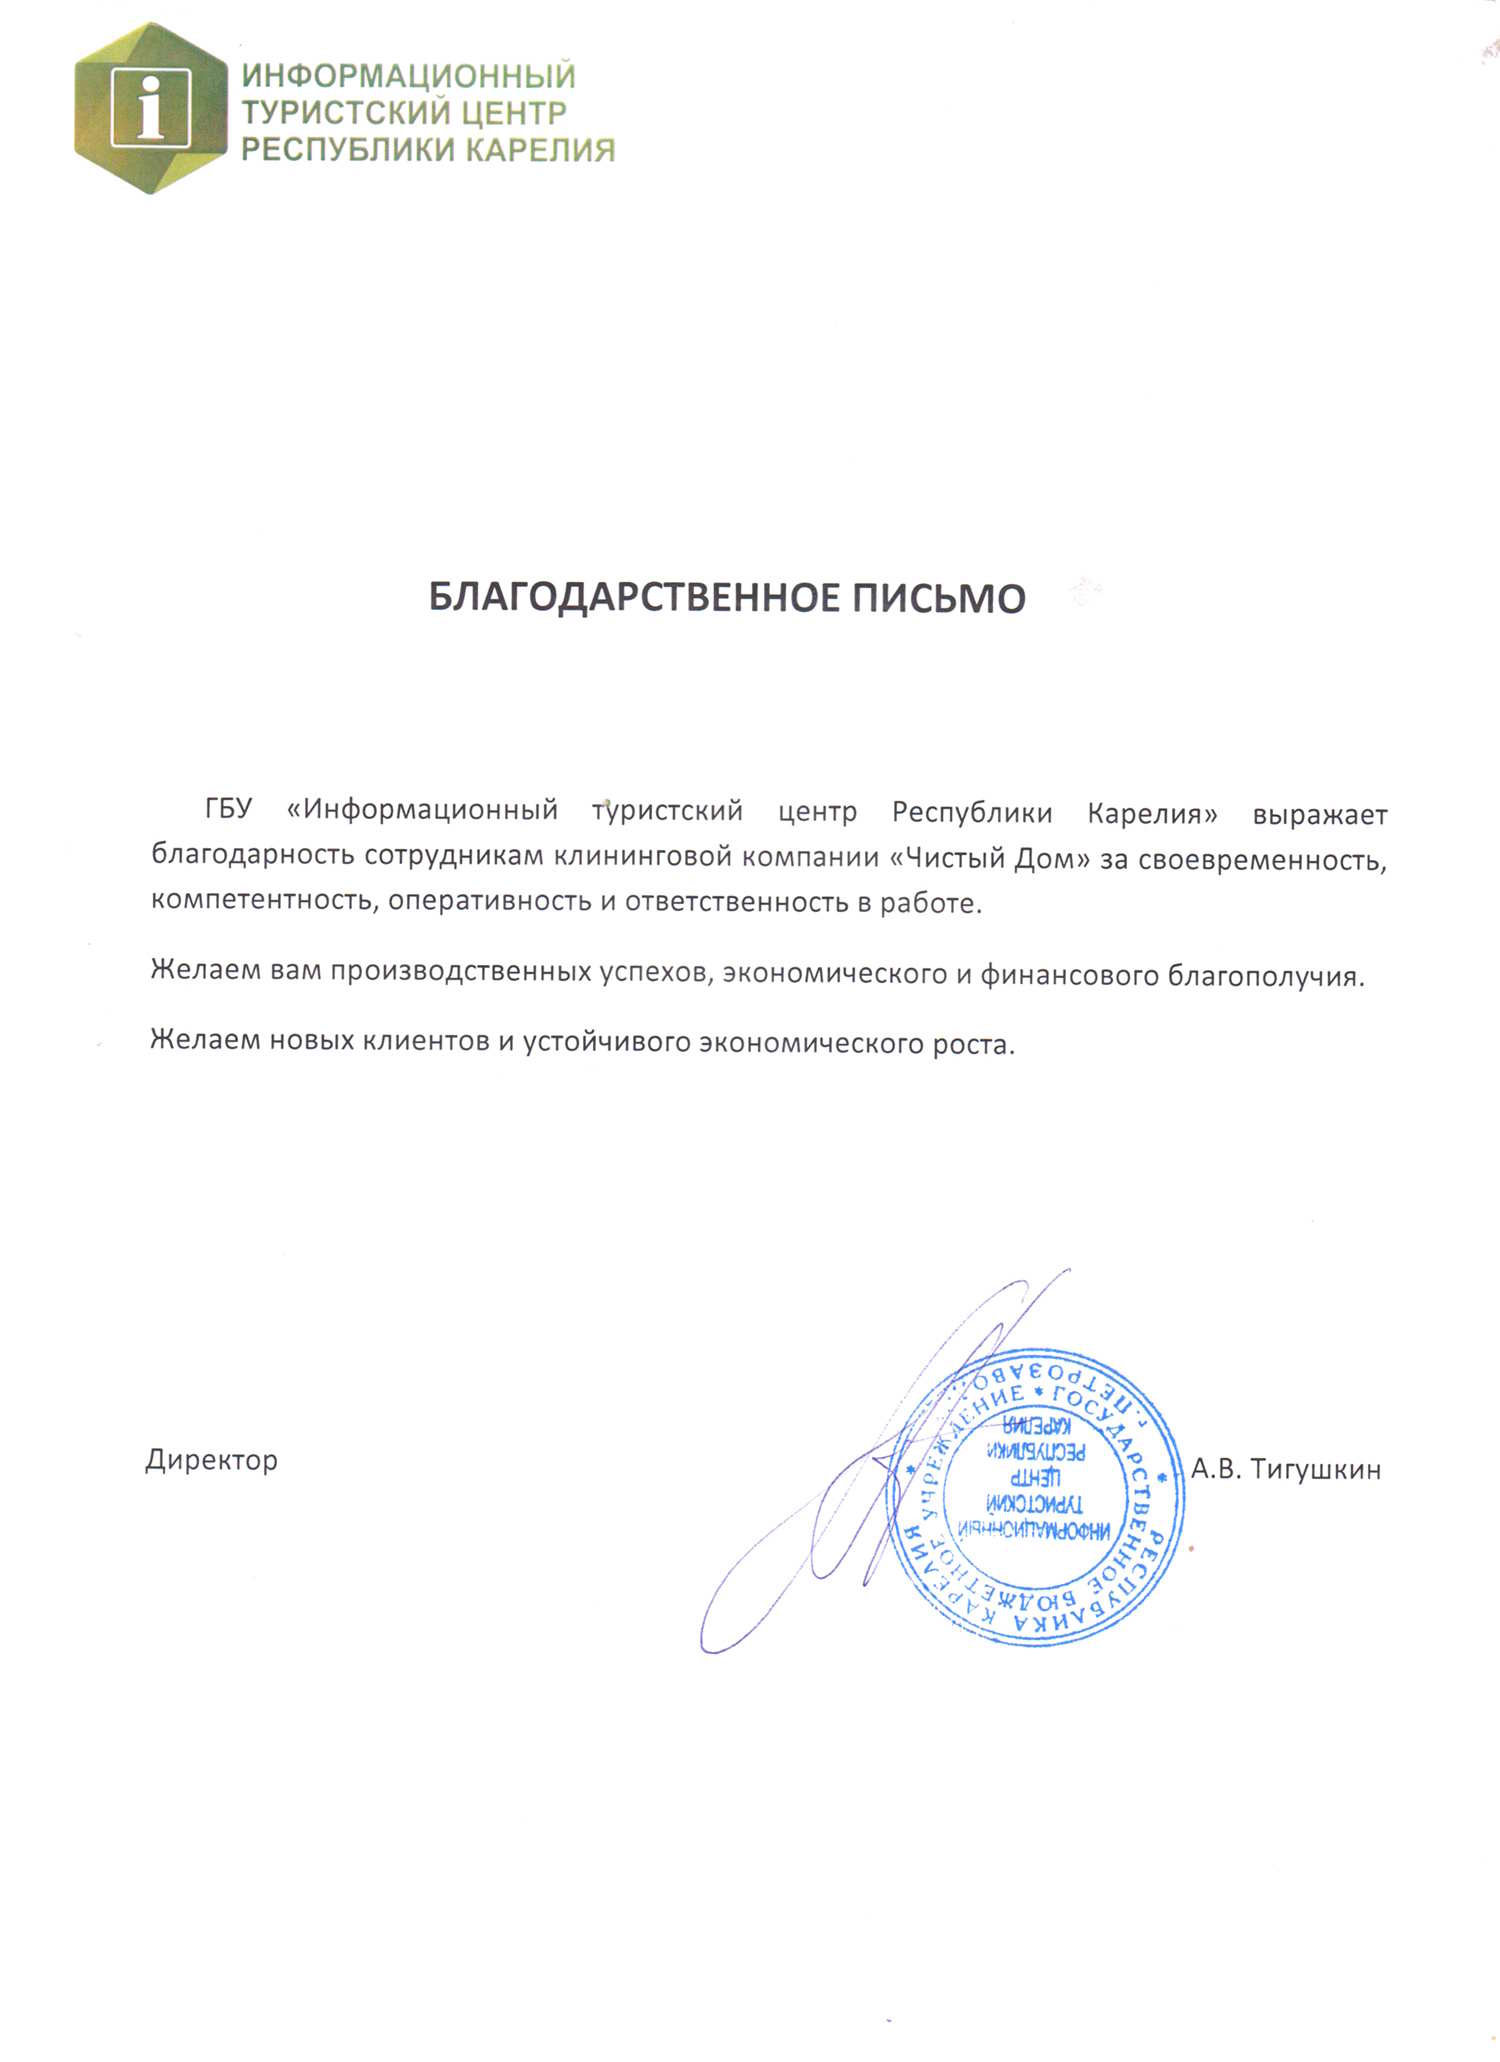 ИНФОРМАЦИОННЫЙ
ТУРИСТСКИЙ ЦЕНТР
РЕСПУБЛИКИ КАРЕЛИЯ
БЛАГОДАРСТВЕННОЕ ПИСЬМО
ГБУ «Информационный туристский центр Республики Карелия» выражает
благодарность сотрудникам клининговой компании «Чистый Дом» за своевременность,
компетентность, оперативность и ответственность в работе.
Желаем вам производственных успехов, экономического и финансового благополучия.
Желаем новых клиентов и устойчивого экономического роста.
Директор
А.В. Тигушкин
РЕСПУБЛИКА КАРЕЛИЯ
ГОСУДАРСТВЕННОЕ БЮДЖЕТНОЕ УЧРЕЖДЕНИЕ
ИНФОРМАЦИОННЫЙ
ТУРИСТСКИЙ
ЦЕНТР
РЕСПУБЛИКИ
КАРЕЛИЯ